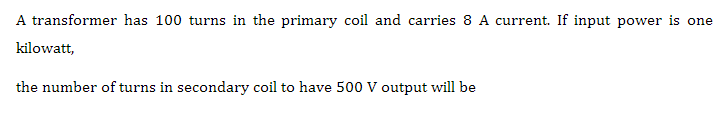 A transformer has 100 turns in the primary coil and carries 8 A current. If input power is one
kilowatt,
the number of turns in secondary coil to have 500 V output will be